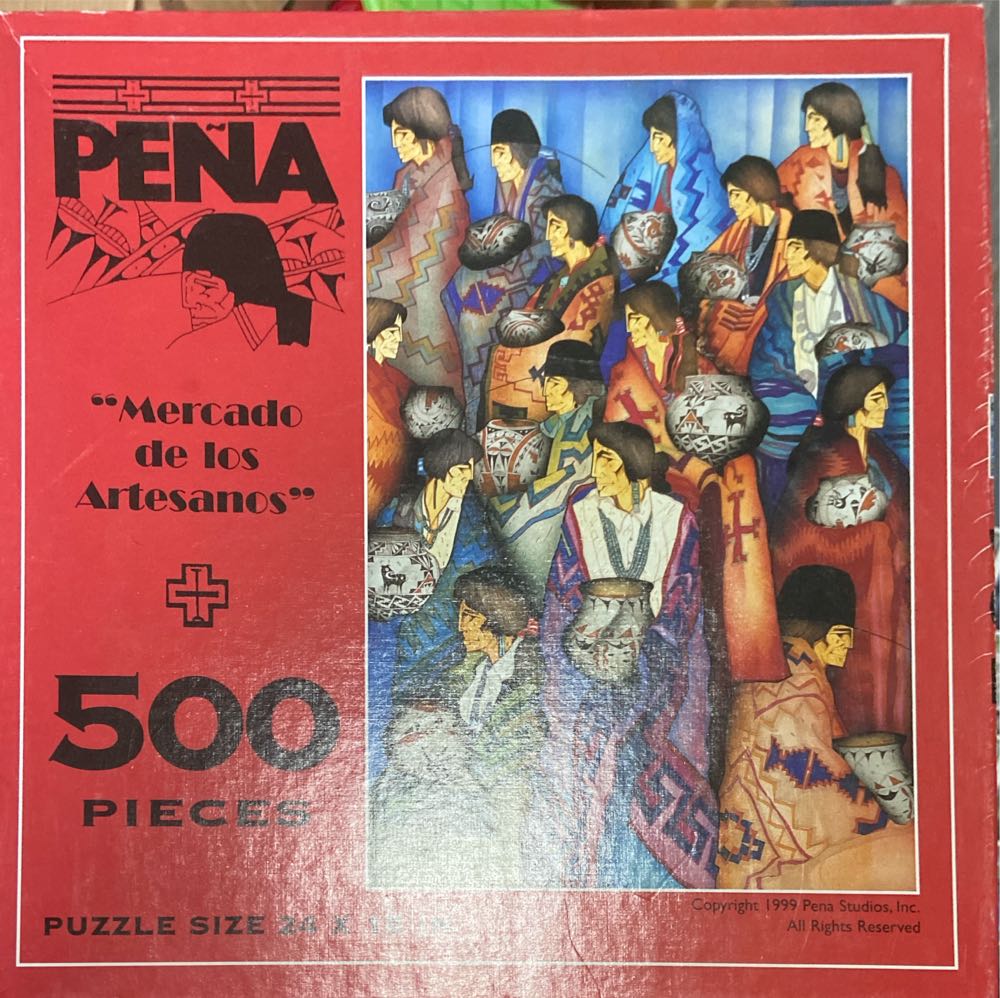 PEÑA
“Mercado
de los
Artesanos”
500
PIECES
PUZZLE SIZE 24 X
Copyright 1999 Pena Studios, Inc.
All Rights Reserved